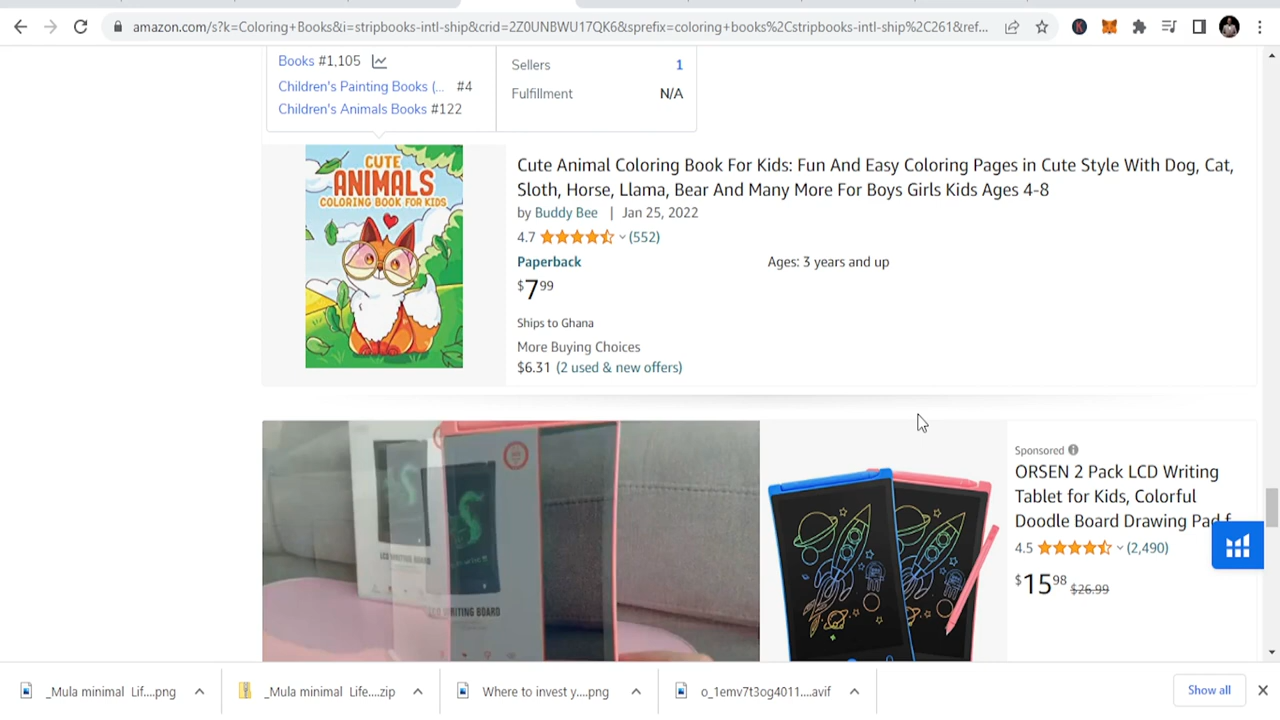 amazon.com/s?k=Coloring+Books&i=stripbooks-intl-ship&crid=2Z0UNBWU17QK6&sprefix=coloring+books%2Cstripbooks-intl-ship%2C261&ref...
Books #1,105
Sellers 1
Children's Painting Books (... #4
Fulfillment N/A
Children's Animals Books #122
CUTE
ANIMALS
COLORING BOOK FOR KIDS
Cute Animal Coloring Book For Kids: Fun And Easy Coloring Pages in Cute Style With Dog, Cat,
Sloth, Horse, Llama, Bear And Many More For Boys Girls Kids Ages 4-8
by Buddy Bee | Jan 25, 2022
4.7 (552)
Paperback
Ages: 3 years and up
$799
Ships to Ghana
More Buying Choices
$6.31 (2 used & new offers)
Sponsored
ORSEN 2 Pack LCD Writing
Tablet for Kids, Colorful
Doodle Board Drawing Pad f
4.5 (2,490)
$1598 $26.99
LCD WRITING BOARD
_Mula minimal Lif....png
_Mula minimal Life....zip
Where to invest y....png
o_1emv7t3og4011....avif
Show all